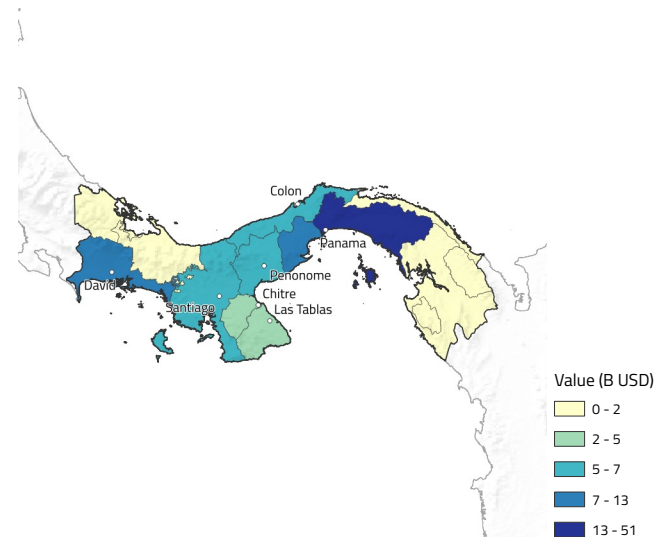 Colon
Panama
Penonome
David
Chitre
Santiago
Las Tablas
Value (B USD)
0 - 2
2 - 5
5 - 7
7 - 13
13 - 51